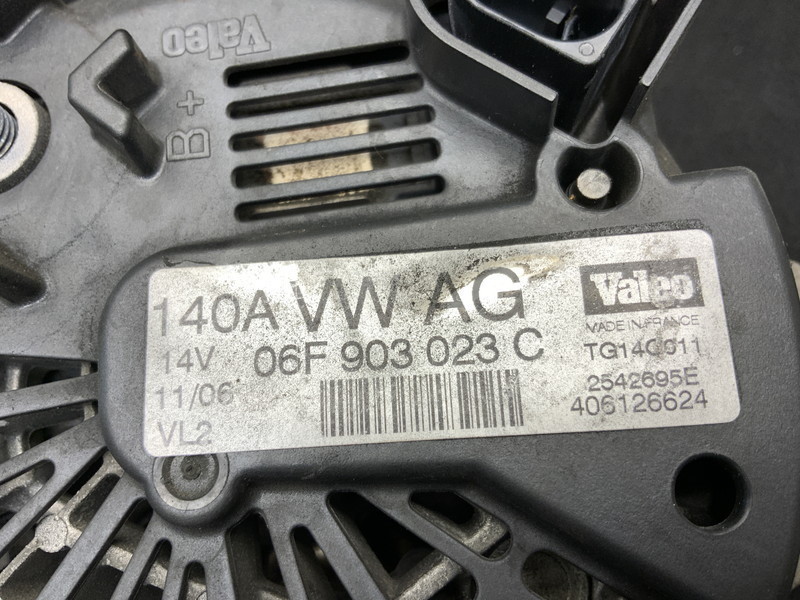 Valeo
B+
140A VW AG
Valeo
MADE IN FRANCE
14V 06F 903 023 C
TG14C011
11/06
2542695E
VL2
406126624